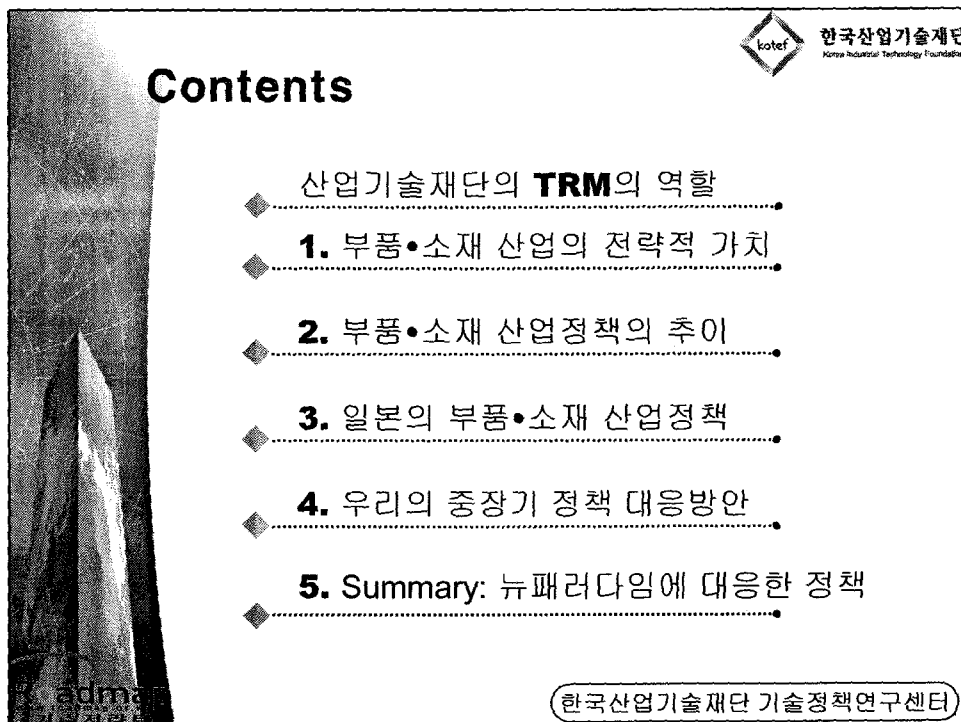 kotef
한국산업기술재단
Korea Industrial Technology Foundation
Contents
산업기술재단의 TRM의 역할
1. 부품•소재 산업의 전략적 가치
2. 부품•소재 산업정책의 추이
3. 일본의 부품•소재 산업정책
4. 우리의 중장기 정책 대응방안
5. Summary: 뉴패러다임에 대응한 정책
한국산업기술재단 기술정책연구센터